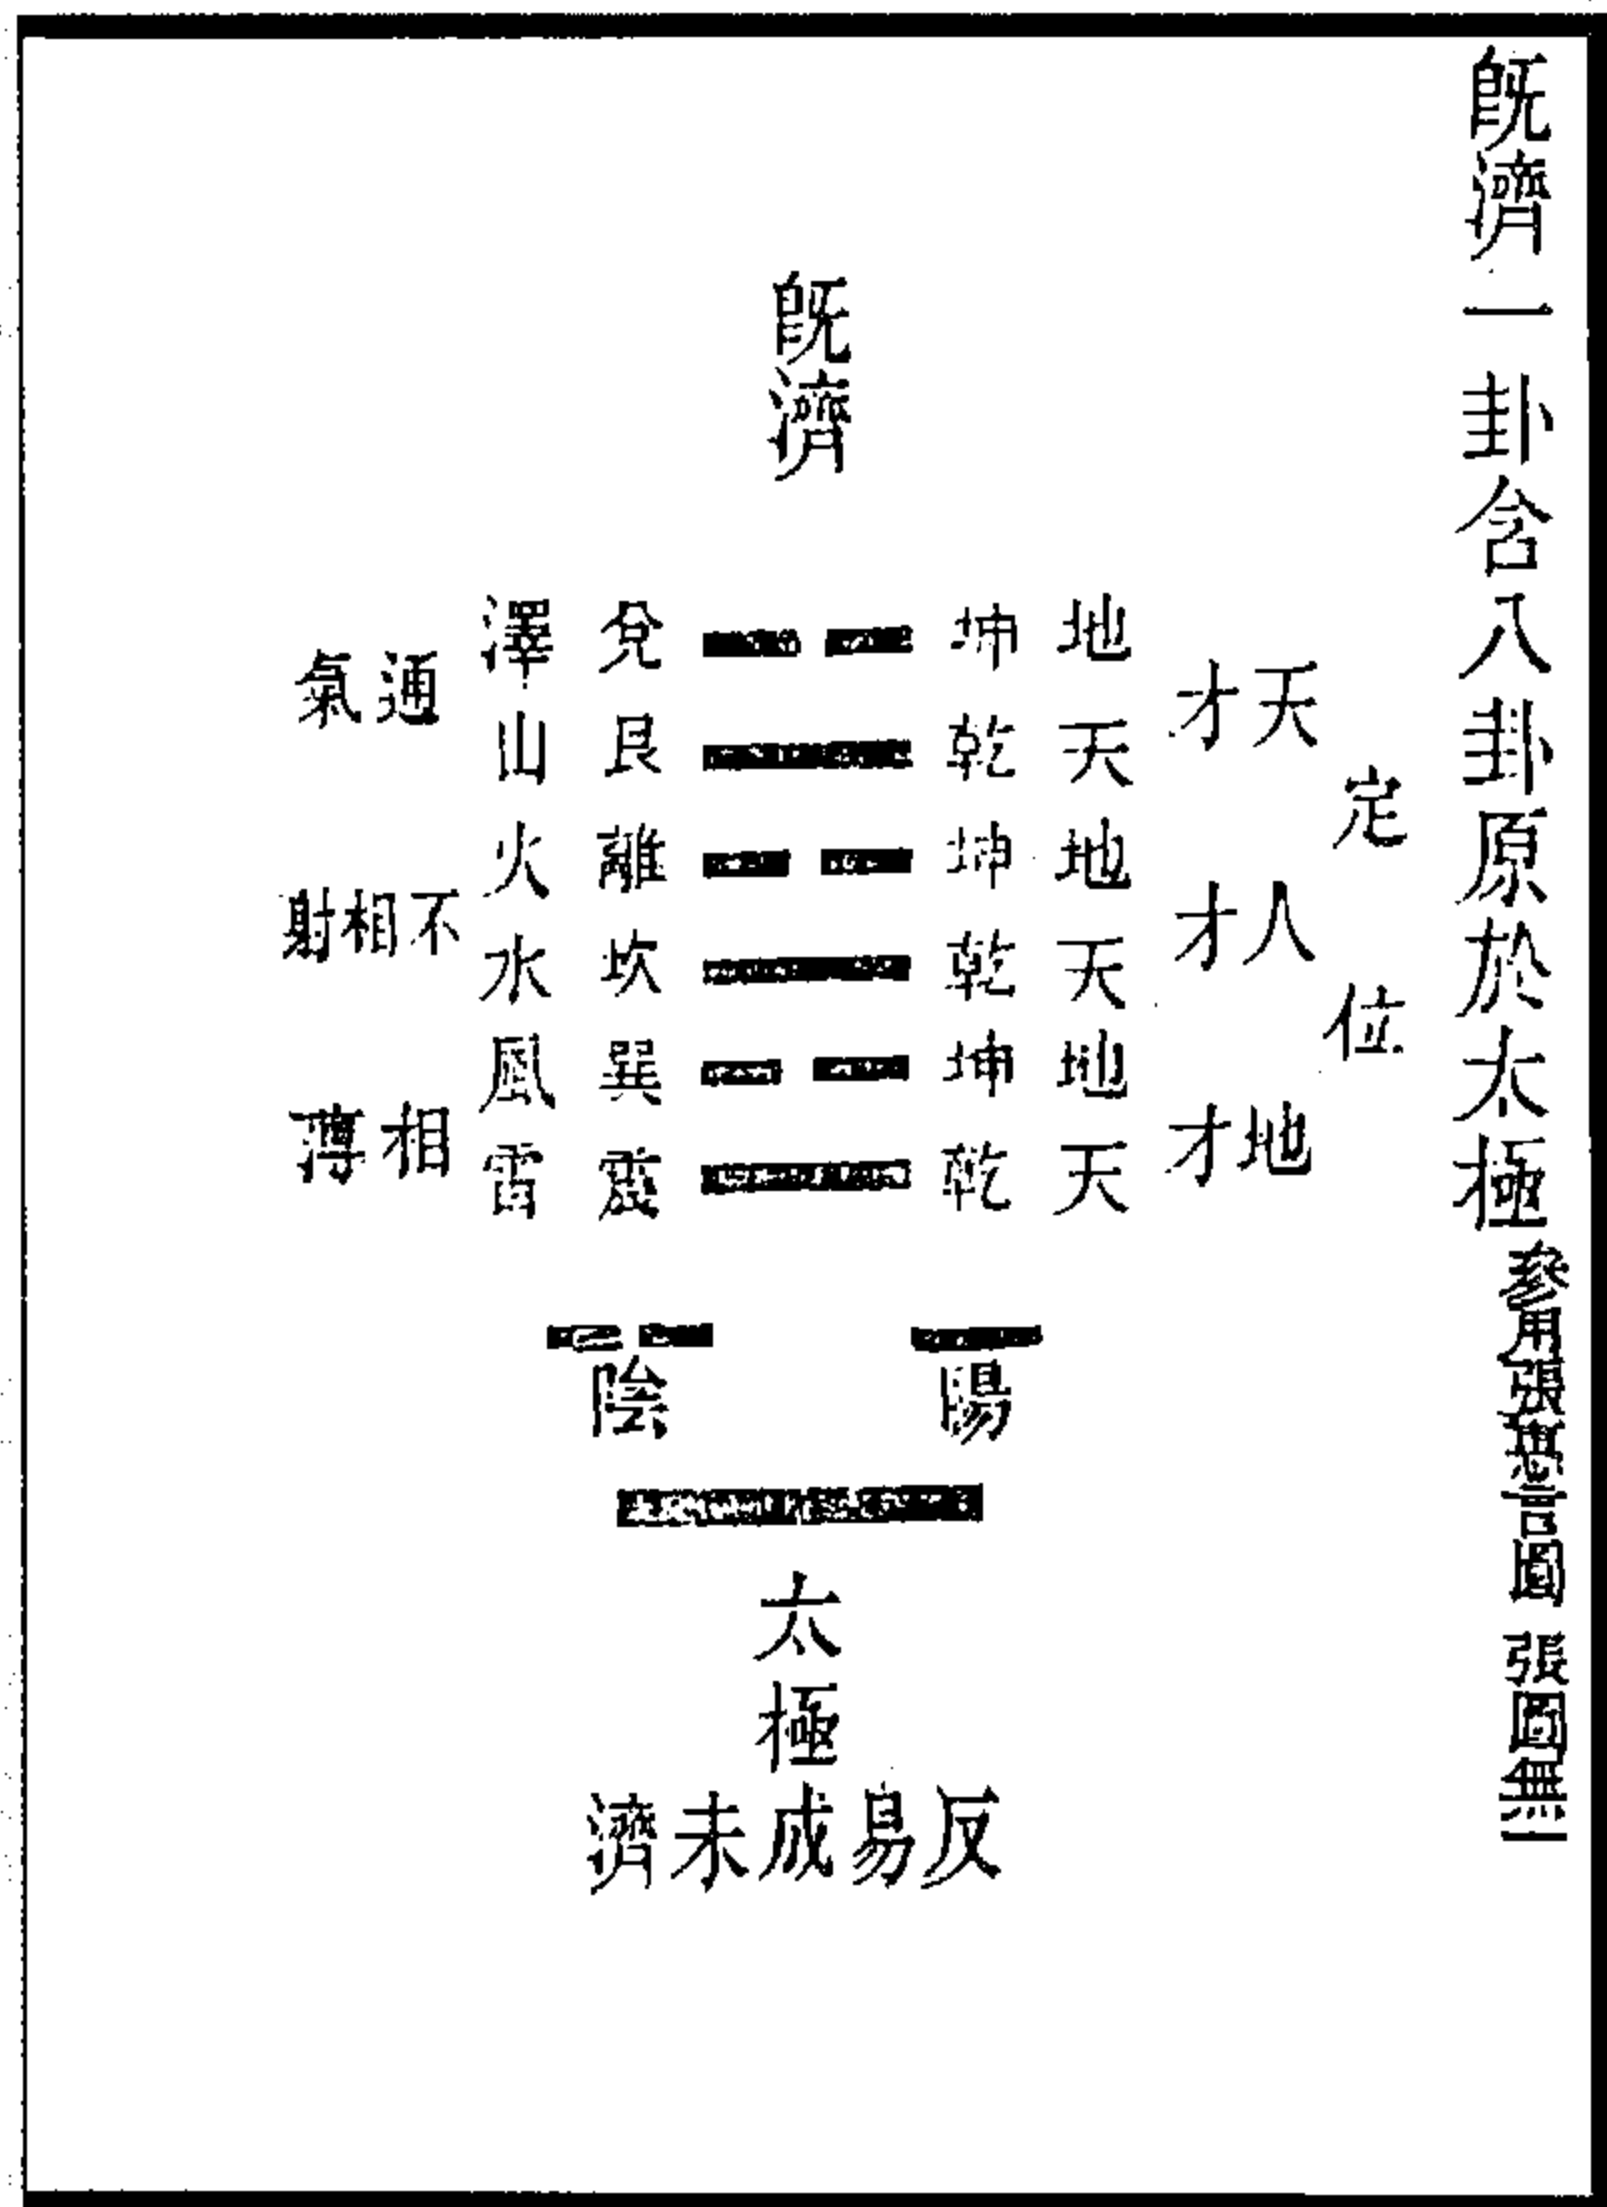 既濟一卦含八卦原於太極參用張惠言圖 張圖無一
定位
天才
人才
地才
地天地天地天
坤乾坤乾坤乾
既濟
兌艮離坎巽震
澤山火水風雷
通氣
不相射
相薄
陽
陰
太極
反易成未濟